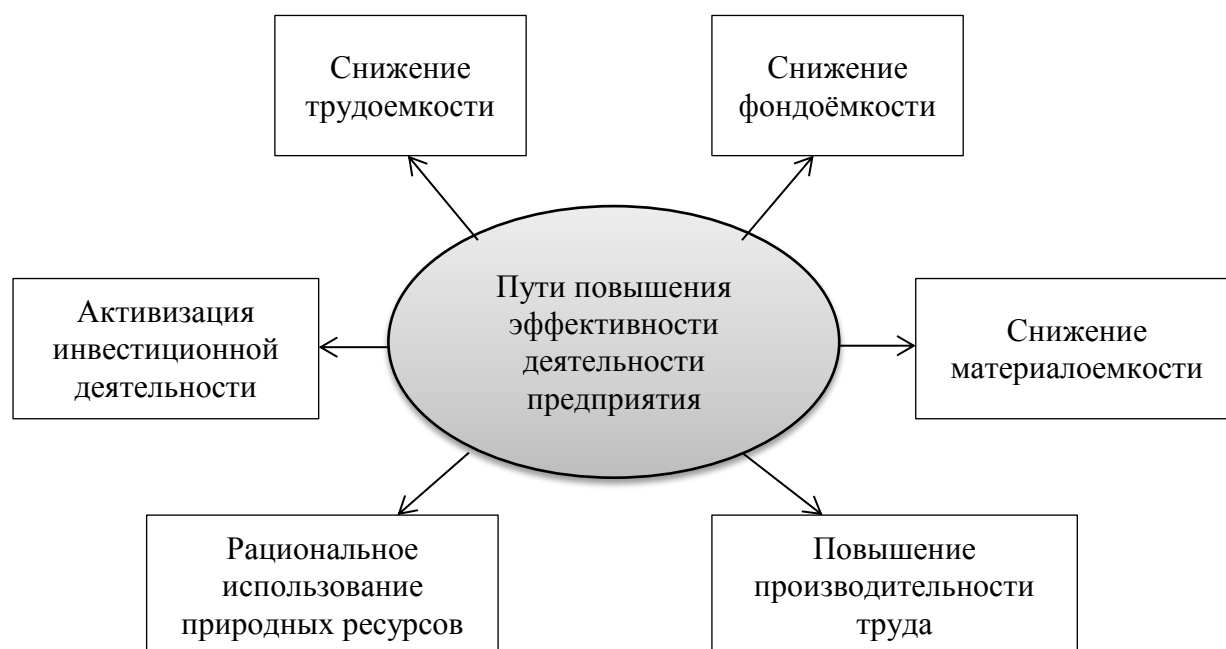 Снижение
трудоемкости
Снижение
фондоёмкости
Активизация
инвестиционной
деятельности
Пути повышения
эффективности
деятельности
предприятия
Снижение
материалоемкости
Рациональное
использование
природных ресурсов
Повышение
производительности
труда